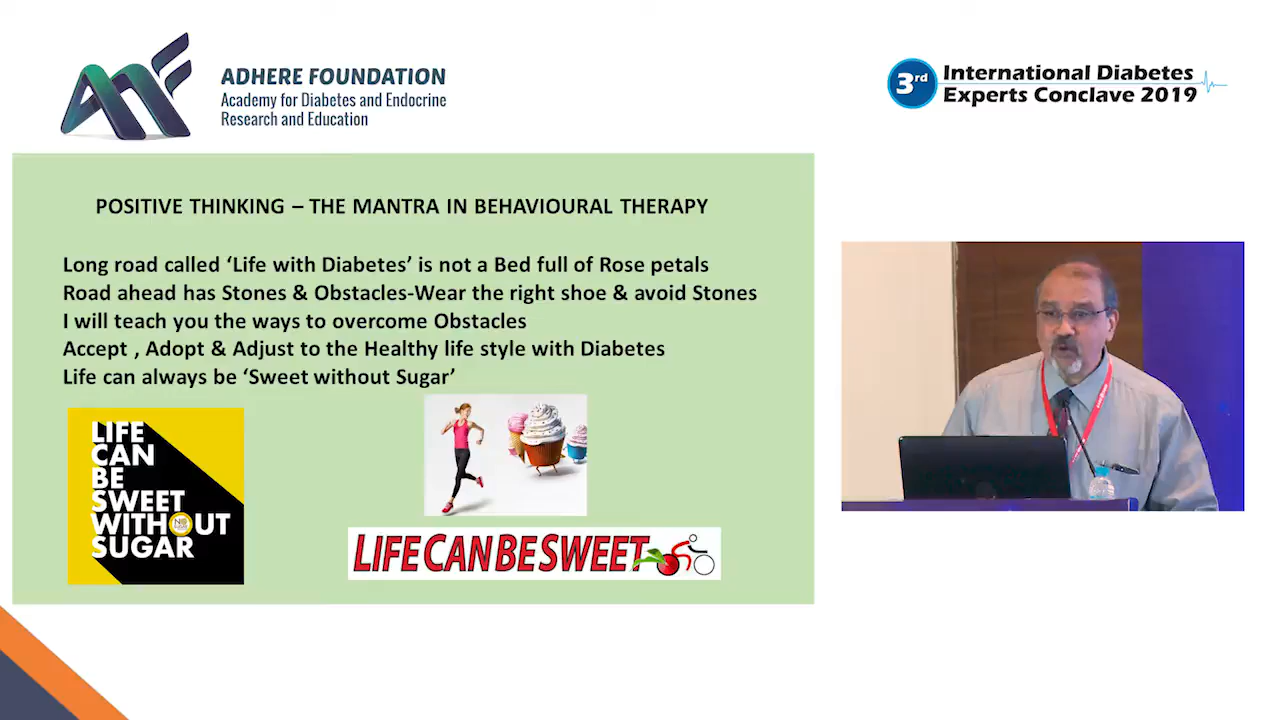 ADHERE FOUNDATION
Academy for Diabetes and Endocrine
Research and Education
3rd
International Diabetes
Experts Conclave 2019
POSITIVE THINKING – THE MANTRA IN BEHAVIOURAL THERAPY
Long road called ‘Life with Diabetes’ is not a Bed full of Rose petals
Road ahead has Stones & Obstacles-Wear the right shoe & avoid Stones
I will teach you the ways to overcome Obstacles
Accept , Adopt & Adjust to the Healthy life style with Diabetes
Life can always be ‘Sweet without Sugar’
LIFE
CAN
BE
SWEET
WITHOUT
SUGAR
LIFE CAN BE SWEET